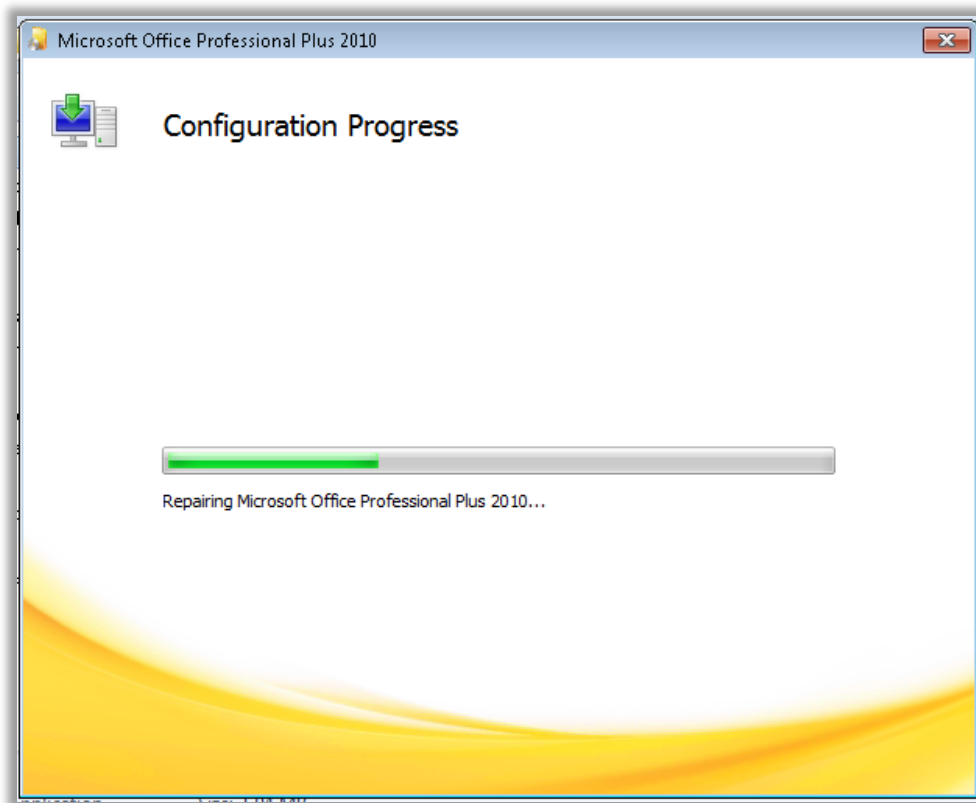 Microsoft Office Professional Plus 2010
Configuration Progress
Repairing Microsoft Office Professional Plus 2010...